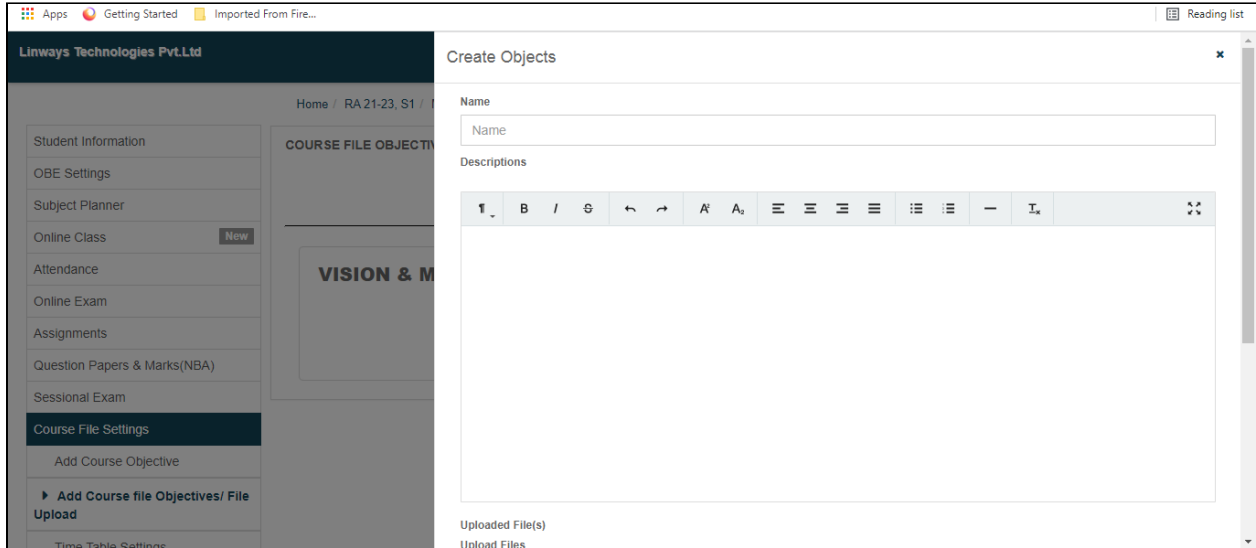 Apps Getting Started Imported From Fire... Reading list
Linways Technologies Pvt.Ltd
Create Objects
Home / RA 21-23, S1 /
Name
Name
Student Information
COURSE FILE OBJECTIV
Descriptions
OBE Settings
Subject Planner
Online Class New
Attendance
VISION & M
Online Exam
Assignments
Question Papers & Marks(NBA)
Sessional Exam
Course File Settings
Add Course Objective
Add Course file Objectives/ File
Upload
Uploaded File(s)
Upload Files
Time Table Settings